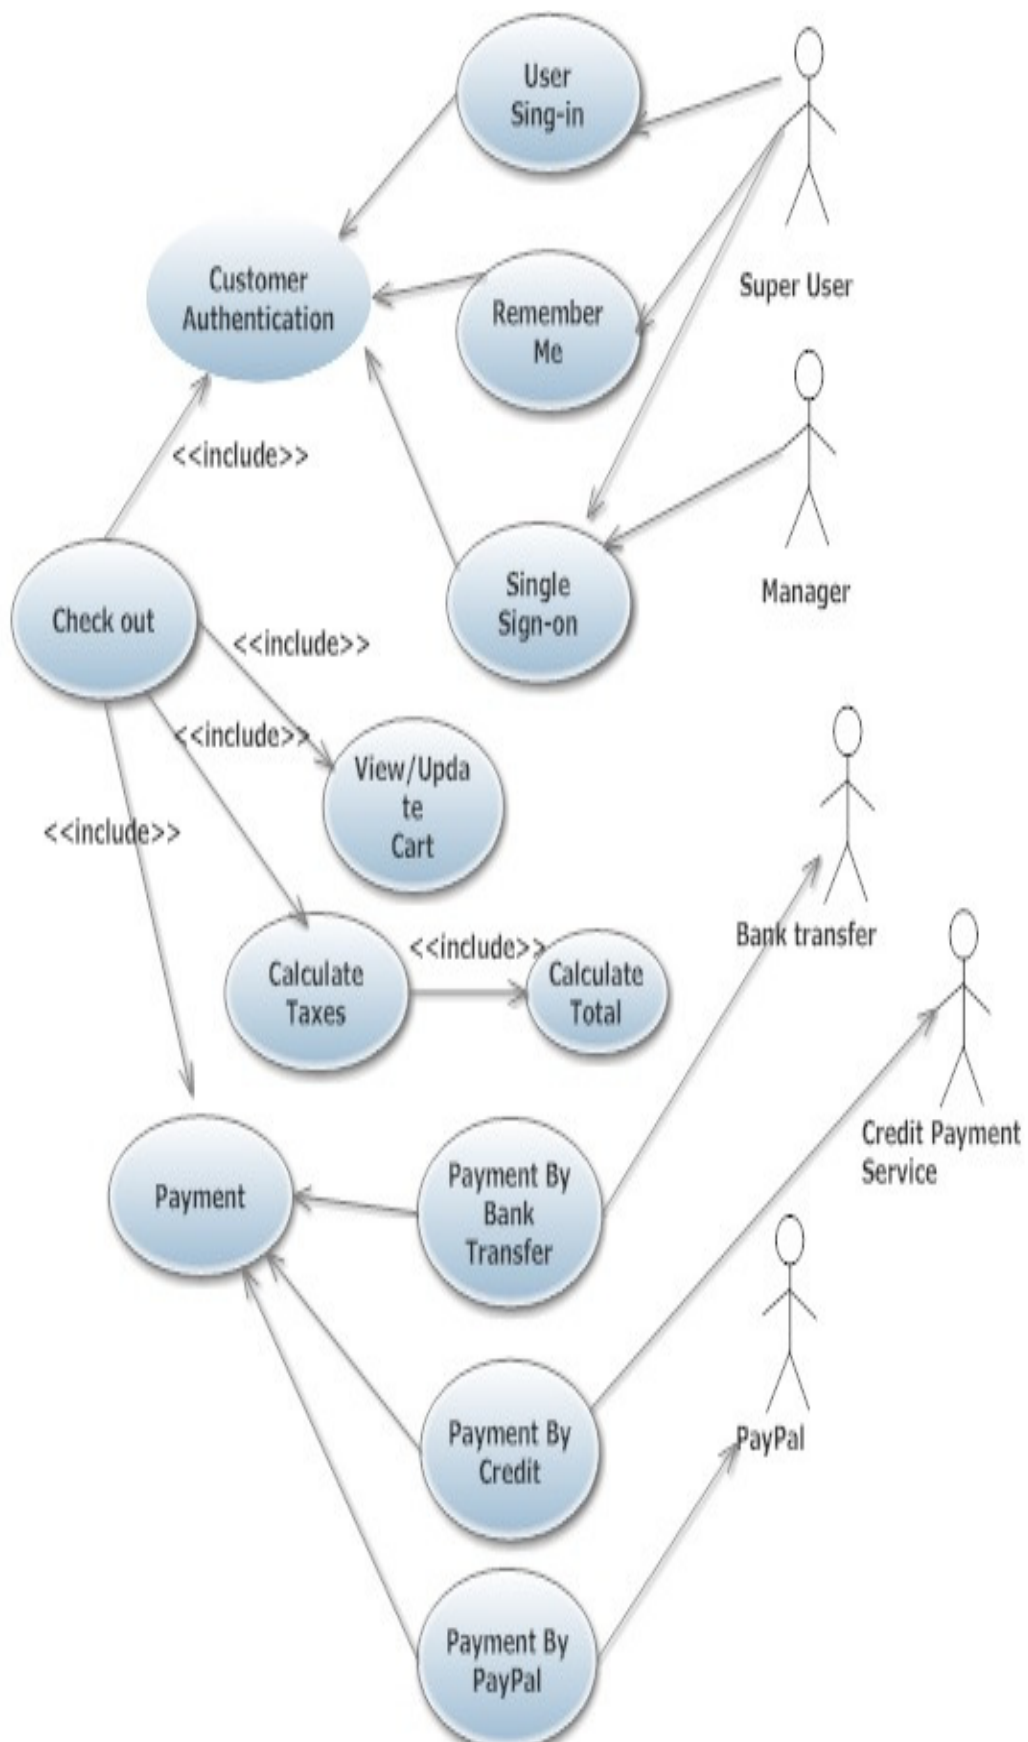 User
Sing-in
Super User
Customer
Authentication
Remember
Me
<<include>>
Manager
Single
Sign-on
Check out
<<include>>
<<include>>
View/Upda
te
Cart
<<include>>
Bank transfer
Calculate
Taxes
<<include>>
Calculate
Total
Credit Payment
Service
Payment
Payment By
Bank
Transfer
PayPal
Payment By
Credit
Payment By
PayPal